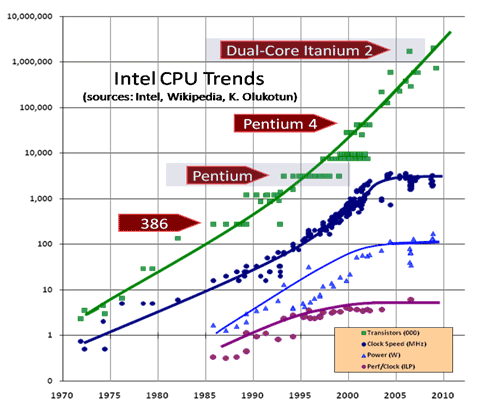 10,000,000
1,000,000
100,000
10,000
1,000
100
10
1
0
1970 1975 1980 1985 1990 1995 2000 2005 2010
Intel CPU Trends
(sources: Intel, Wikipedia, K. Olukotun)
Dual-Core Itanium 2
Pentium 4
Pentium
386
Transistors (000)
Clock Speed (MHz)
Power (W)
Perf/Clock (ILP)